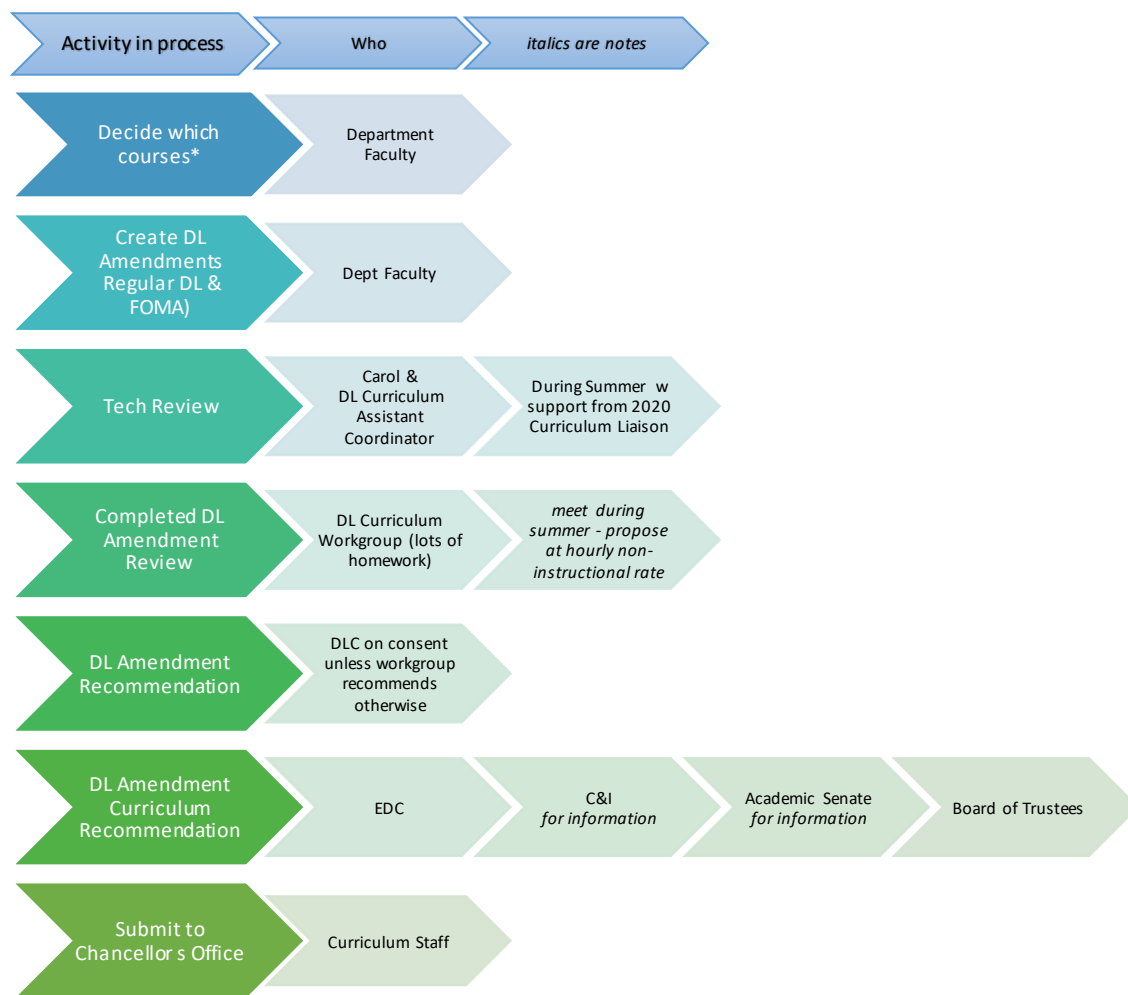 Activity in process
Who
italics are notes
Decide which
courses*
Department
Faculty
Create DL
Amendments
Regular DL &
FOMA)
Dept Faculty
Tech Review
Carol &
DL Curriculum
Assistant
Coordinator
During Summer w
support from 2020
Curriculum Liaison
Completed DL
Amendment
Review
DL Curriculum
Workgroup (lots of
homework)
meet during
summer - propose
at hourly non-
instructional rate
DL Amendment
Recommendation
DLC on consent
unless workgroup
recommends
otherwise
DL Amendment
Curriculum
Recommendation
EDC
C&I
for information
Academic Senate
for information
Board of Trustees
Submit to
Chancellor s Office
Curriculum Staff